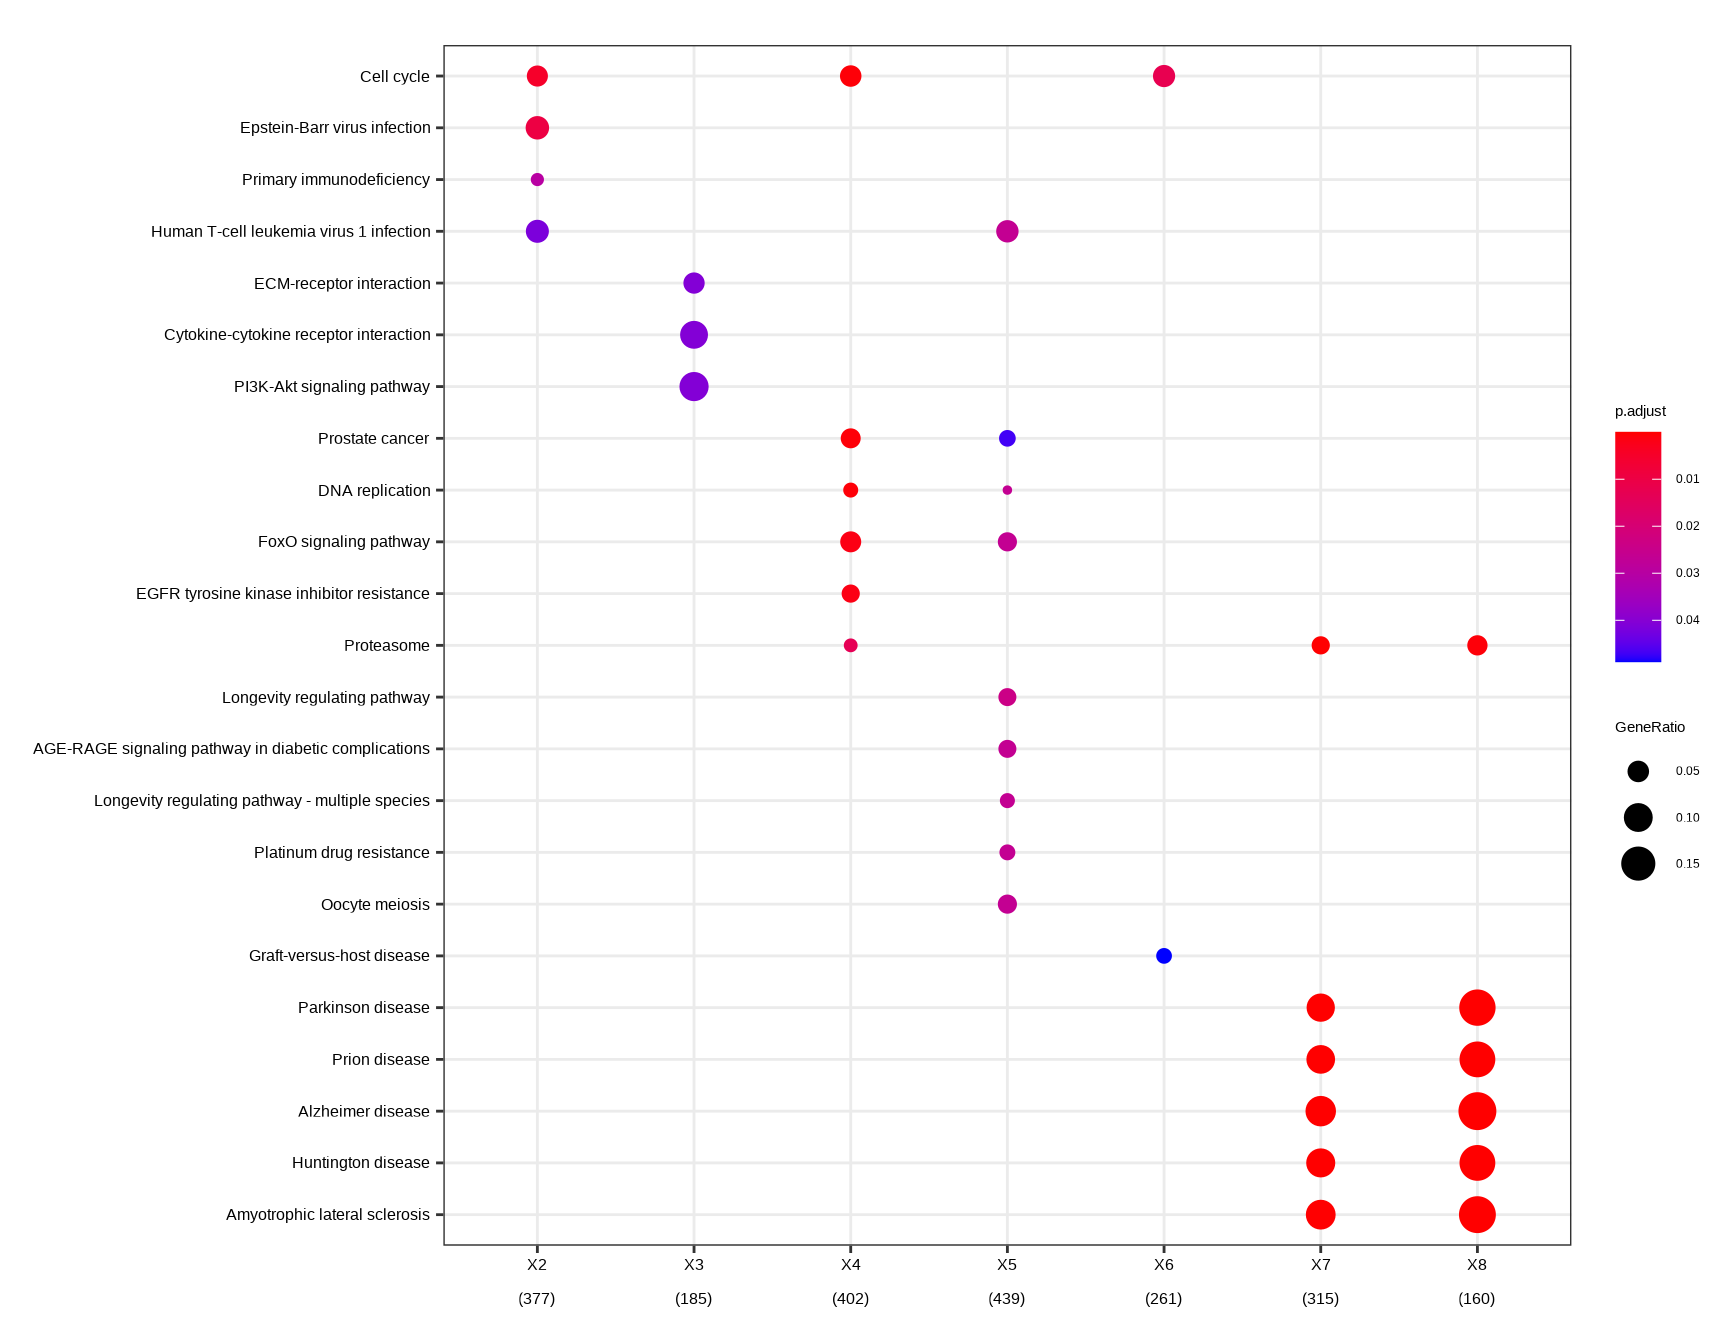 Cell cycle
Epstein-Barr virus infection
Primary immunodeficiency
Human T-cell leukemia virus 1 infection
ECM-receptor interaction
Cytokine-cytokine receptor interaction
PI3K-Akt signaling pathway
Prostate cancer
DNA replication
FoxO signaling pathway
EGFR tyrosine kinase inhibitor resistance
Proteasome
Longevity regulating pathway
AGE-RAGE signaling pathway in diabetic complications
Longevity regulating pathway - multiple species
Platinum drug resistance
Oocyte meiosis
Graft-versus-host disease
Parkinson disease
Prion disease
Alzheimer disease
Huntington disease
Amyotrophic lateral sclerosis
X2 X3 X4 X5 X6 X7 X8
(377) (185) (402) (439) (261) (315) (160)
p.adjust
0.01
0.02
0.03
0.04
GeneRatio
0.05
0.10
0.15